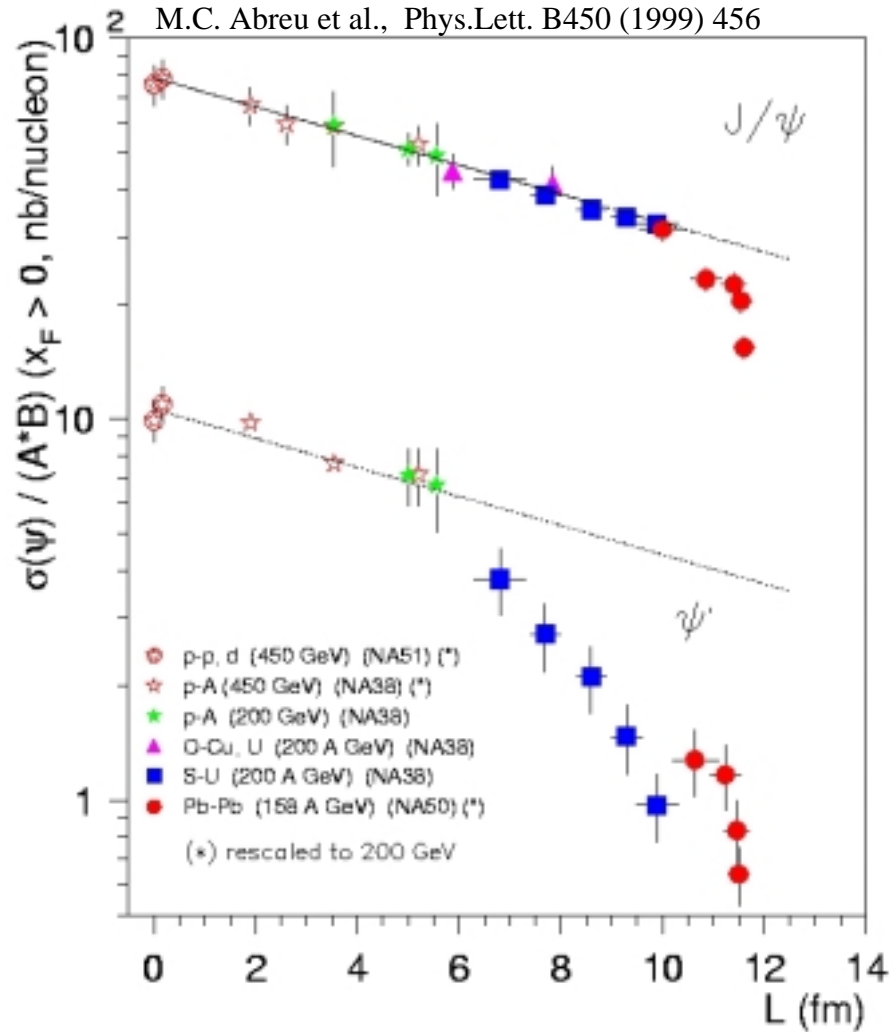 M.C. Abreu et al., Phys.Lett. B450 (1999) 456
10²
J/ψ
σ(ψ) / (A*B) (x_F > 0, nb/nucleon)
10
ψ'
p-p, d (450 GeV) (NA51) (*)
p-A (450 GeV) (NA38) (*)
p-A (200 GeV) (NA38)
O-Cu, U (200 A GeV) (NA38)
S-U (200 A GeV) (NA38)
1
Pb-Pb (158 A GeV) (NA50) (*)
(*) rescaled to 200 GeV
0 2 4 6 8 10 12 14
L (fm)